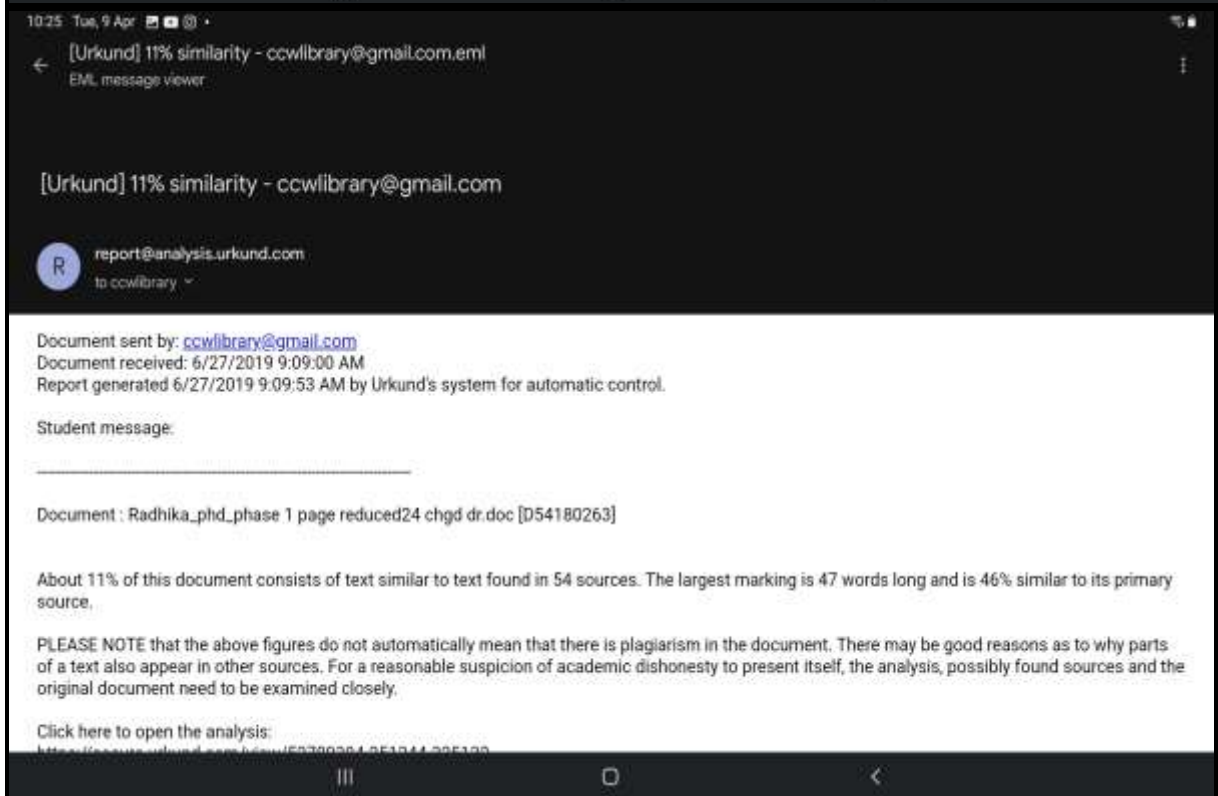 10:25 Tue, 9 Apr
[Urkund] 11% similarity - ccwlibrary@gmail.com.eml
EML message viewer
[Urkund] 11% similarity - ccwlibrary@gmail.com
R
report@analysis.urkund.com
to ccwlibrary
Document sent by: ccwlibrary@gmail.com
Document received: 6/27/2019 9:09:00 AM
Report generated 6/27/2019 9:09:53 AM by Urkund's system for automatic control.
Student message:
Document : Radhika_phd_phase 1 page reduced24 chgd dr.doc [D54180263]
About 11% of this document consists of text similar to text found in 54 sources. The largest marking is 47 words long and is 46% similar to its primary
source.
PLEASE NOTE that the above figures do not automatically mean that there is plagiarism in the document. There may be good reasons as to why parts
of a text also appear in other sources. For a reasonable suspicion of academic dishonesty to present itself, the analysis, possibly found sources and the
original document need to be examined closely.
Click here to open the analysis: